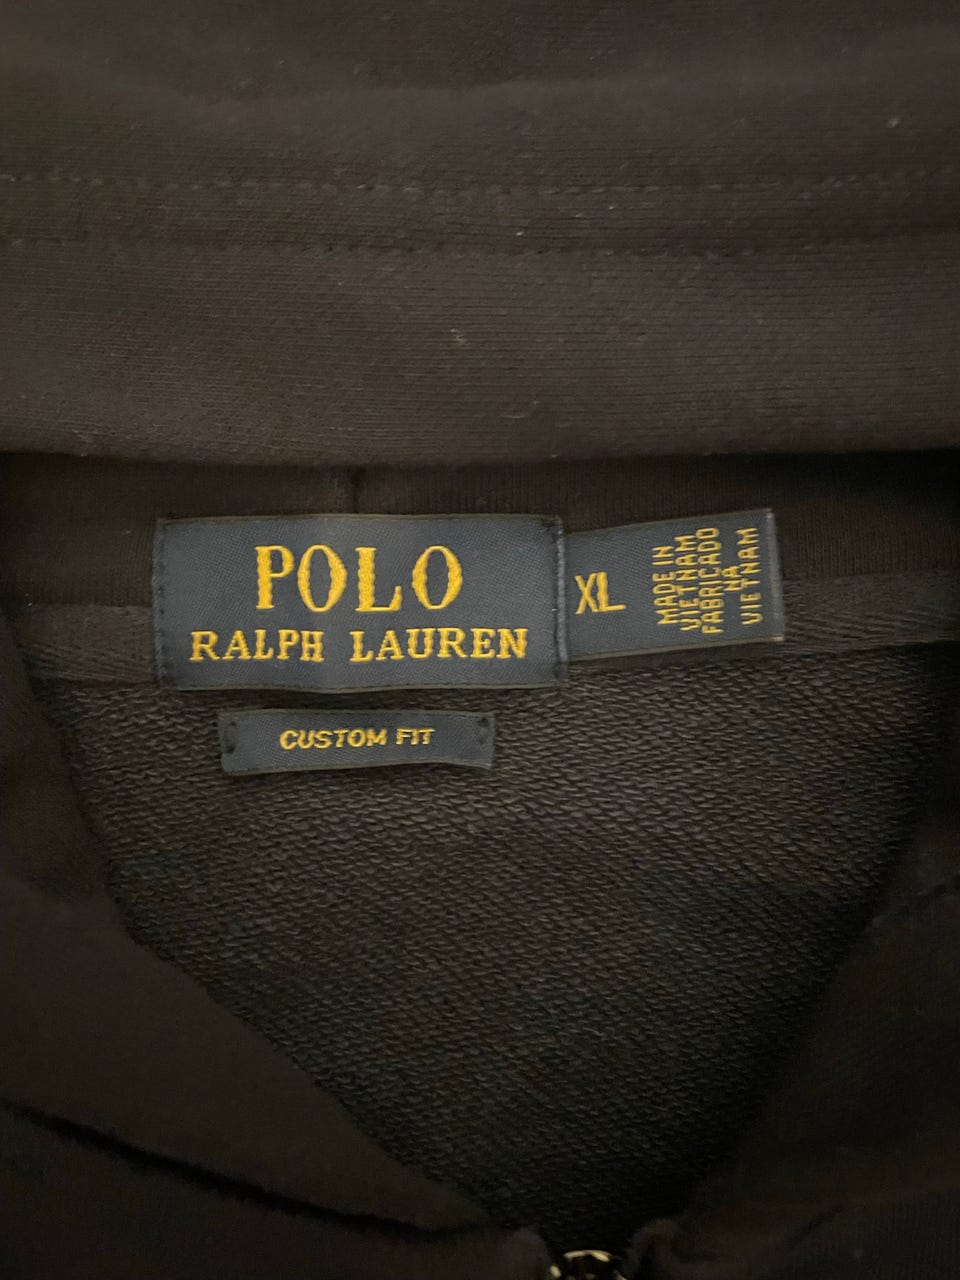 POLO
RALPH LAUREN
XL
MADE IN
VIETNAM
FABRICADO
NA
VIETNAM
CUSTOM FIT